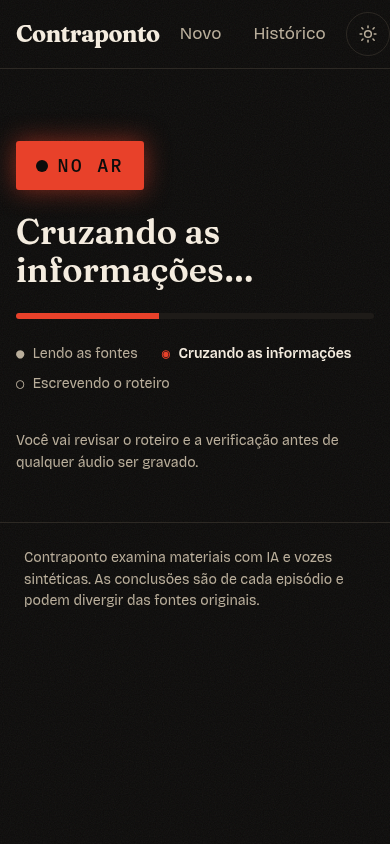 Contraponto Novo Histórico
NO AR
Cruzando as
informações...
Lendo as fontes Cruzando as informações
Escrevendo o roteiro
Você vai revisar o roteiro e a verificação antes de
qualquer áudio ser gravado.
Contraponto examina materiais com IA e vozes
sintéticas. As conclusões são de cada episódio e
podem divergir das fontes originais.